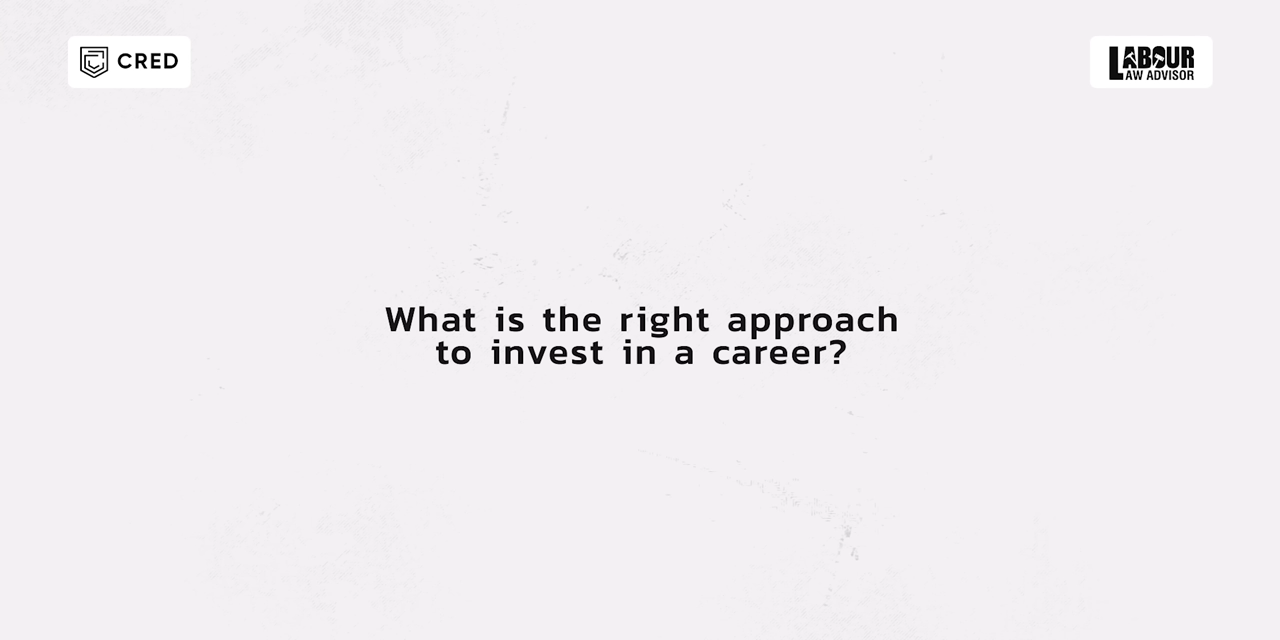 CRED
LABOUR
LAW ADVISOR
What is the right approach
to invest in a career?